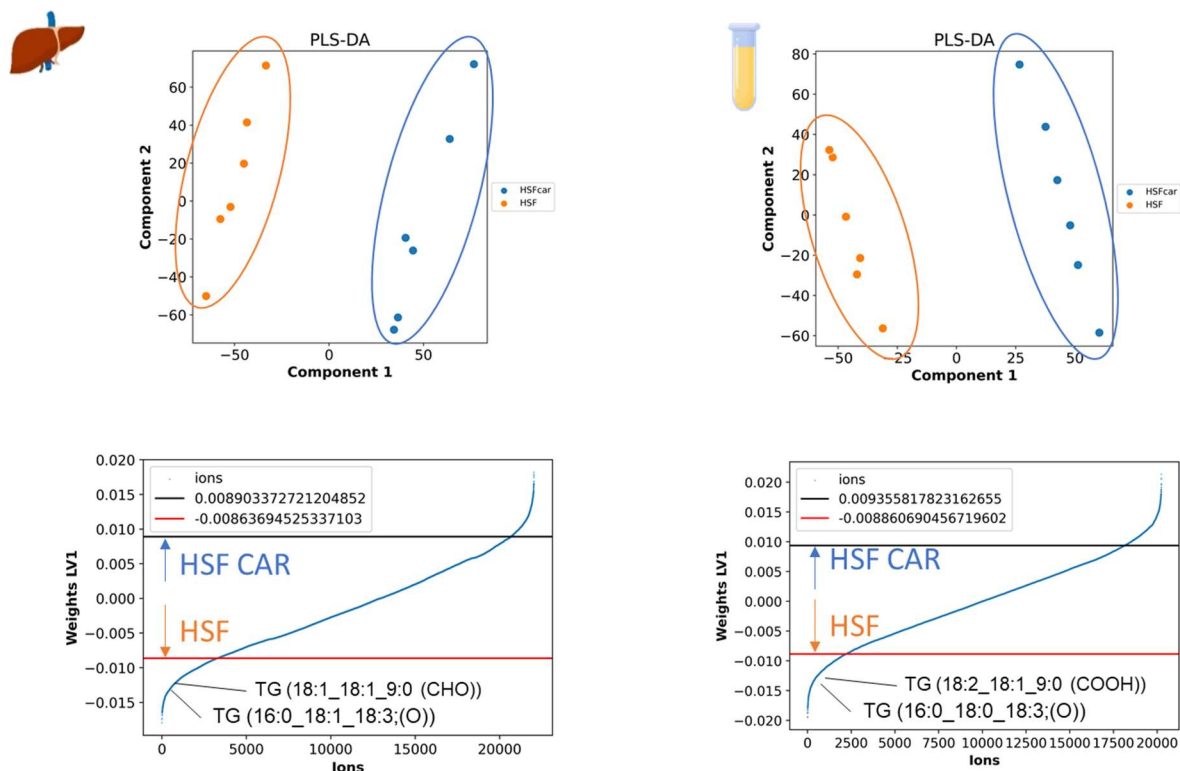 PLS-DA
Component 2
60
40
20
0
−20
−40
−60
−50
0
50
Component 1
HSFcar
HSF
PLS-DA
Component 2
80
60
40
20
0
−20
−40
−60
−50
−25
0
25
50
Component 1
HSFcar
HSF
Weights LV1
0.020
0.015
0.010
0.005
0.000
−0.005
−0.010
−0.015
ions
0.008903372721204852
-0.00863694525337103
HSF CAR
HSF
TG (18:1_18:1_9:0 (CHO))
TG (16:0_18:1_18:3;(O))
0
5000
10000
15000
20000
Ions
Weights LV1
0.020
0.015
0.010
0.005
0.000
−0.005
−0.010
−0.015
−0.020
ions
0.009355817823162655
-0.008860690456719602
HSF CAR
HSF
TG (18:2_18:1_9:0 (COOH))
TG (16:0_18:0_18:3;(O))
0
2500
5000
7500
10000
12500
15000
17500
20000
Ions